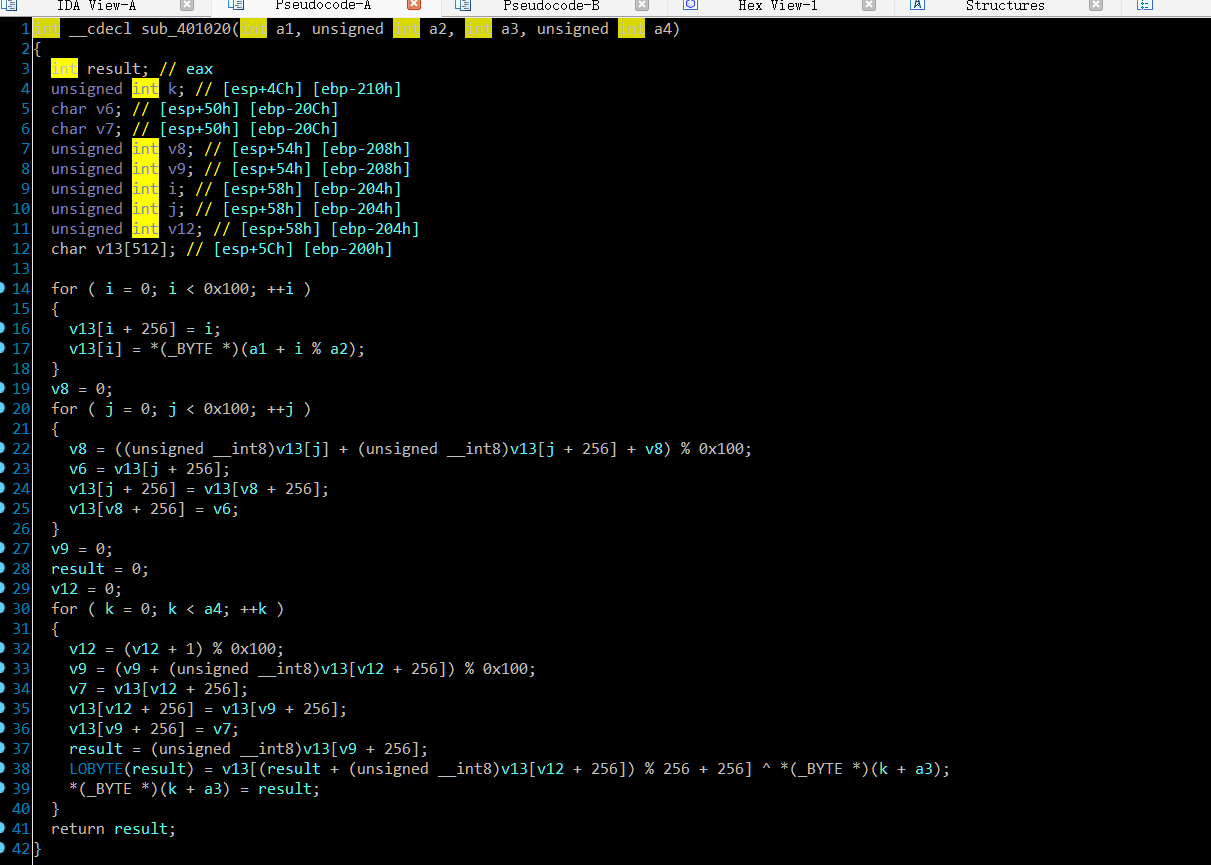 IDA View-A Pseudocode-A Pseudocode-B Hex View-1 Structures
1 int __cdecl sub_401020(int a1, unsigned int a2, int a3, unsigned int a4)
2 {
3   int result; // eax
4   unsigned int k; // [esp+4Ch] [ebp-210h]
5   char v6; // [esp+50h] [ebp-20Ch]
6   char v7; // [esp+50h] [ebp-20Ch]
7   unsigned int v8; // [esp+54h] [ebp-208h]
8   unsigned int v9; // [esp+54h] [ebp-208h]
9   unsigned int i; // [esp+58h] [ebp-204h]
10   unsigned int j; // [esp+58h] [ebp-204h]
11   unsigned int v12; // [esp+58h] [ebp-204h]
12   char v13[512]; // [esp+5Ch] [ebp-200h]
13
14   for ( i = 0; i < 0x100; ++i )
15   {
16     v13[i + 256] = i;
17     v13[i] = *(_BYTE *)(a1 + i % a2);
18   }
19   v8 = 0;
20   for ( j = 0; j < 0x100; ++j )
21   {
22     v8 = ((unsigned __int8)v13[j] + (unsigned __int8)v13[j + 256] + v8) % 0x100;
23     v6 = v13[j + 256];
24     v13[j + 256] = v13[v8 + 256];
25     v13[v8 + 256] = v6;
26   }
27   v9 = 0;
28   result = 0;
29   v12 = 0;
30   for ( k = 0; k < a4; ++k )
31   {
32     v12 = (v12 + 1) % 0x100;
33     v9 = (v9 + (unsigned __int8)v13[v12 + 256]) % 0x100;
34     v7 = v13[v12 + 256];
35     v13[v12 + 256] = v13[v9 + 256];
36     v13[v9 + 256] = v7;
37     result = (unsigned __int8)v13[v9 + 256];
38     LOBYTE(result) = v13[(result + (unsigned __int8)v13[v12 + 256]) % 256 + 256] ^ *(_BYTE *)(k + a3);
39     *(_BYTE *)(k + a3) = result;
40   }
41   return result;
42 }